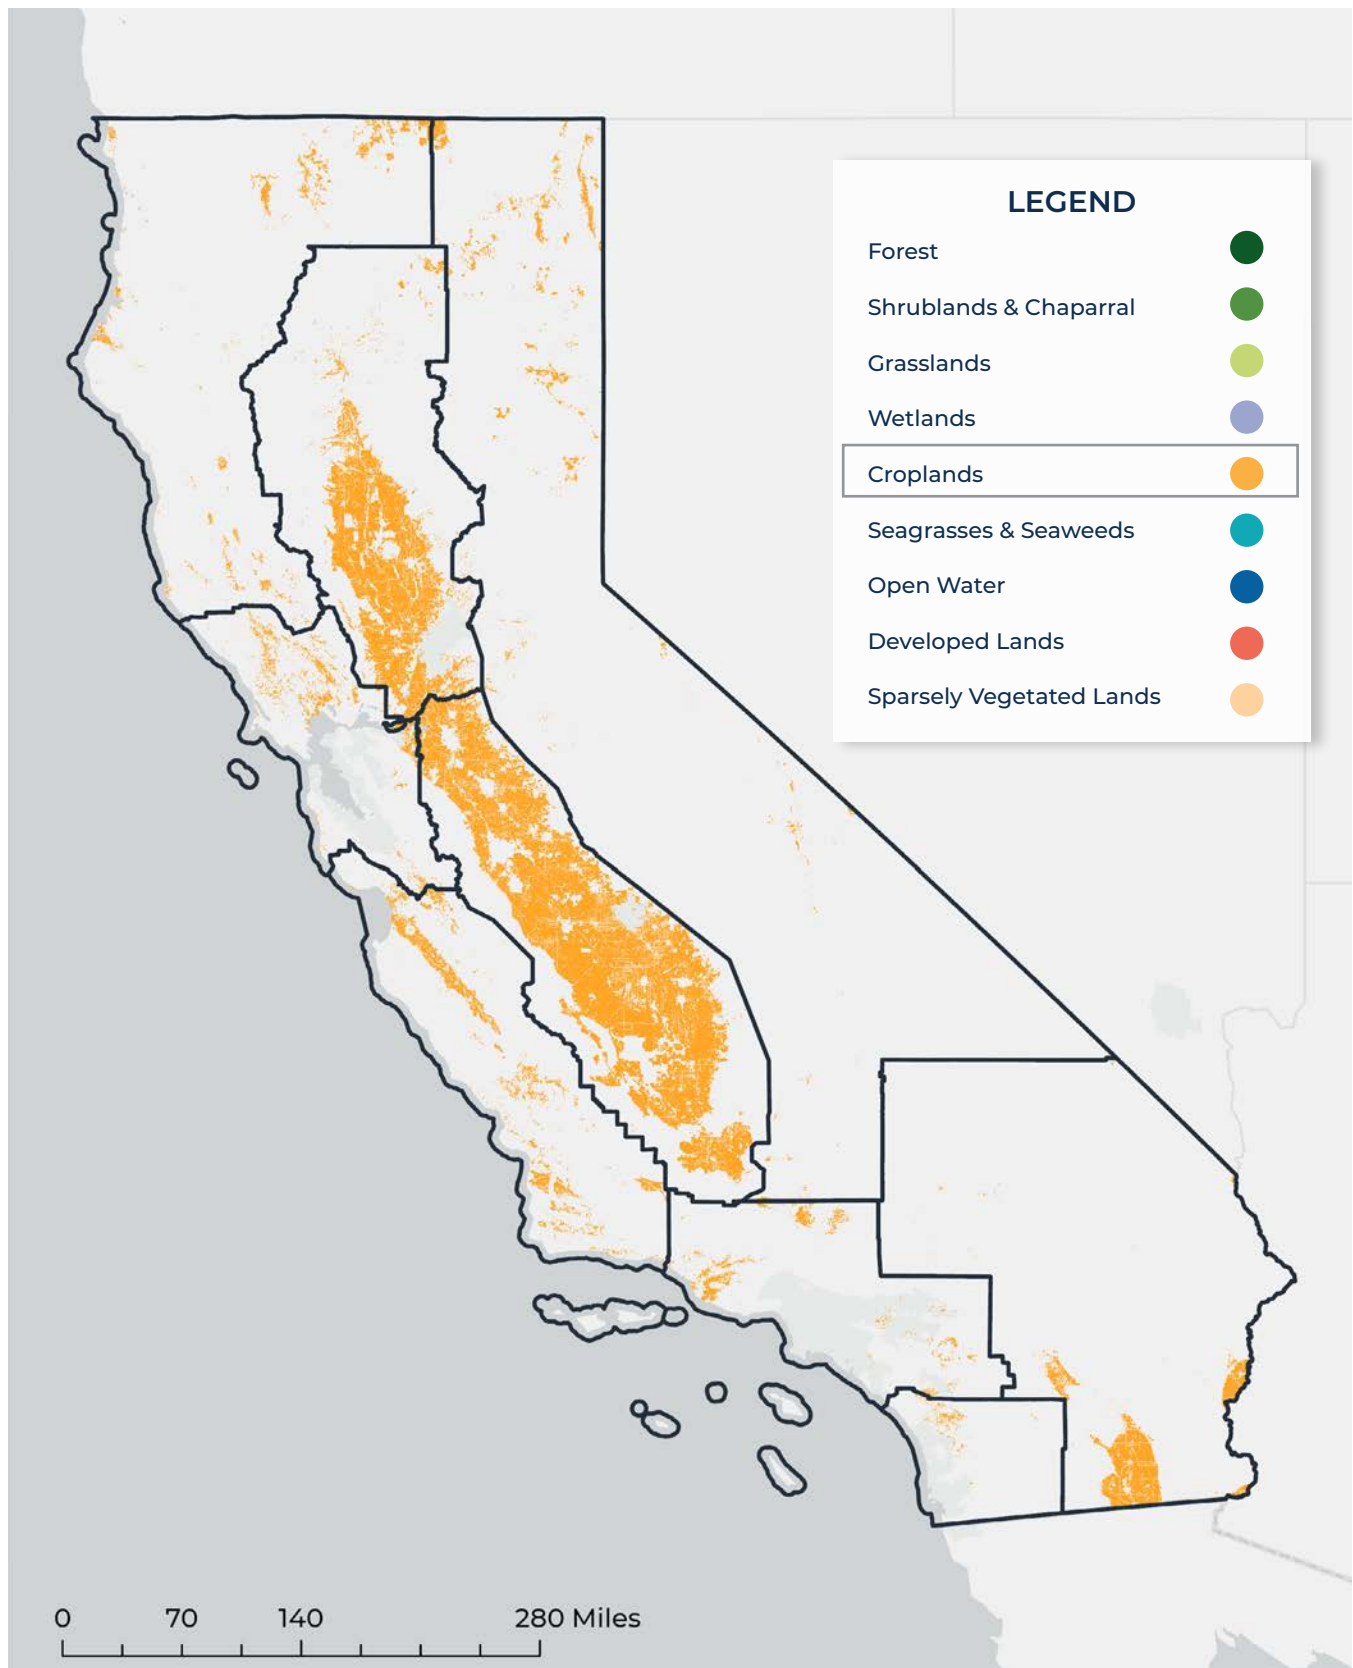 LEGEND
Forest
Shrublands & Chaparral
Grasslands
Wetlands
Croplands
Seagrasses & Seaweeds
Open Water
Developed Lands
Sparsely Vegetated Lands
0 70 140 280 Miles